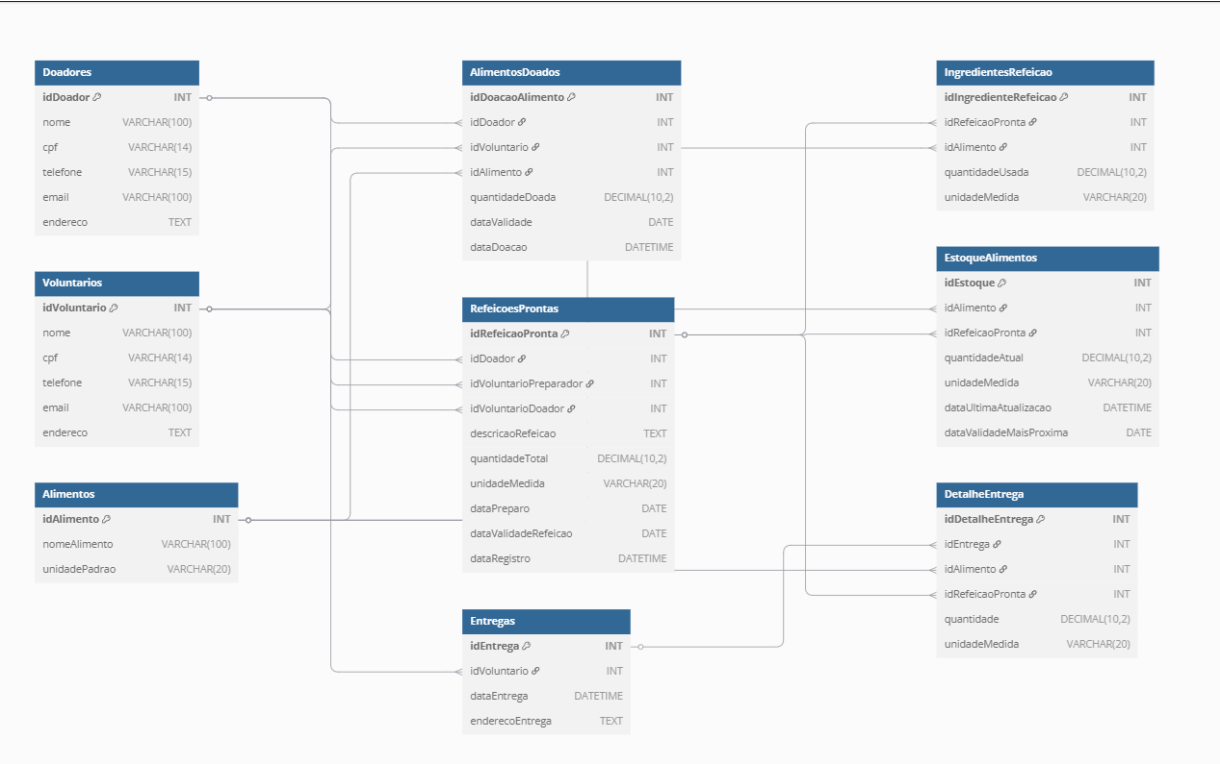 Doadores
idDoador INT
nome VARCHAR(100)
cpf VARCHAR(14)
telefone VARCHAR(15)
email VARCHAR(100)
endereco TEXT
Voluntarios
idVoluntario INT
nome VARCHAR(100)
cpf VARCHAR(14)
telefone VARCHAR(15)
email VARCHAR(100)
endereco TEXT
Alimentos
idAlimento INT
nomeAlimento VARCHAR(100)
unidadePadrao VARCHAR(20)
AlimentosDoados
idDoacaoAlimento INT
idDoador INT
idVoluntario INT
idAlimento INT
quantidadeDoada DECIMAL(10,2)
dataValidade DATE
dataDoacao DATETIME
RefeicoesProntas
idRefeicaoPronta INT
idDoador INT
idVoluntarioPreparador INT
idVoluntarioDoador INT
descricaoRefeicao TEXT
quantidadeTotal DECIMAL(10,2)
unidadeMedida VARCHAR(20)
dataPreparo DATE
dataValidadeRefeicao DATE
dataRegistro DATETIME
Entregas
idEntrega INT
idVoluntario INT
dataEntrega DATETIME
enderecoEntrega TEXT
IngredientesRefeicao
idIngredienteRefeicao INT
idRefeicaoPronta INT
idAlimento INT
quantidadeUsada DECIMAL(10,2)
unidadeMedida VARCHAR(20)
EstoqueAlimentos
idEstoque INT
idAlimento INT
idRefeicaoPronta INT
quantidadeAtual DECIMAL(10,2)
unidadeMedida VARCHAR(20)
dataUltimaAtualizacao DATETIME
dataValidadeMaisProxima DATE
DetalheEntrega
idDetalheEntrega INT
idEntrega INT
idAlimento INT
idRefeicaoPronta INT
quantidade DECIMAL(10,2)
unidadeMedida VARCHAR(20)